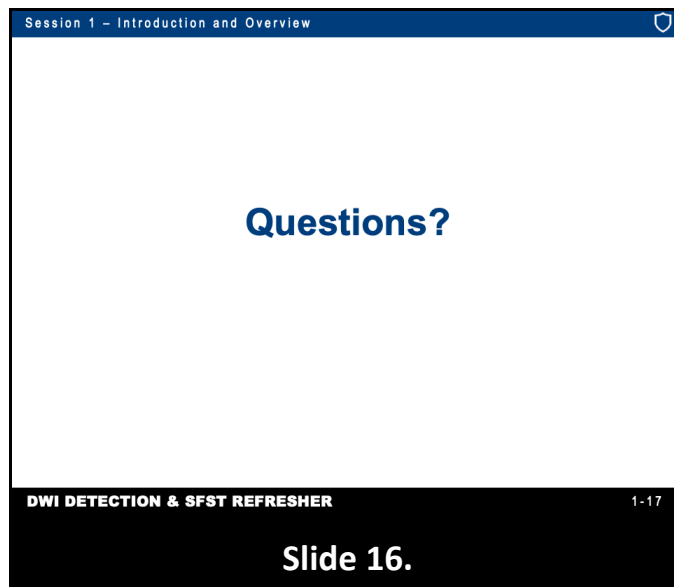 Session 1 – Introduction and Overview
Questions?
DWI DETECTION & SFST REFRESHER 1-17
Slide 16.